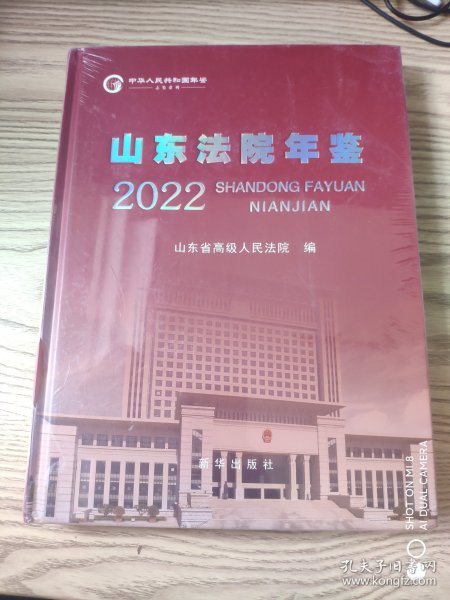 中华人民共和国年鉴
山东法院年鉴
2022 SHANDONG FAYUAN
NIANJIAN
山东省高级人民法院 编
新华出版社
SHOT ON MI 8
AI DUAL CAMERA
孔夫子旧书网
www.kongfz.com